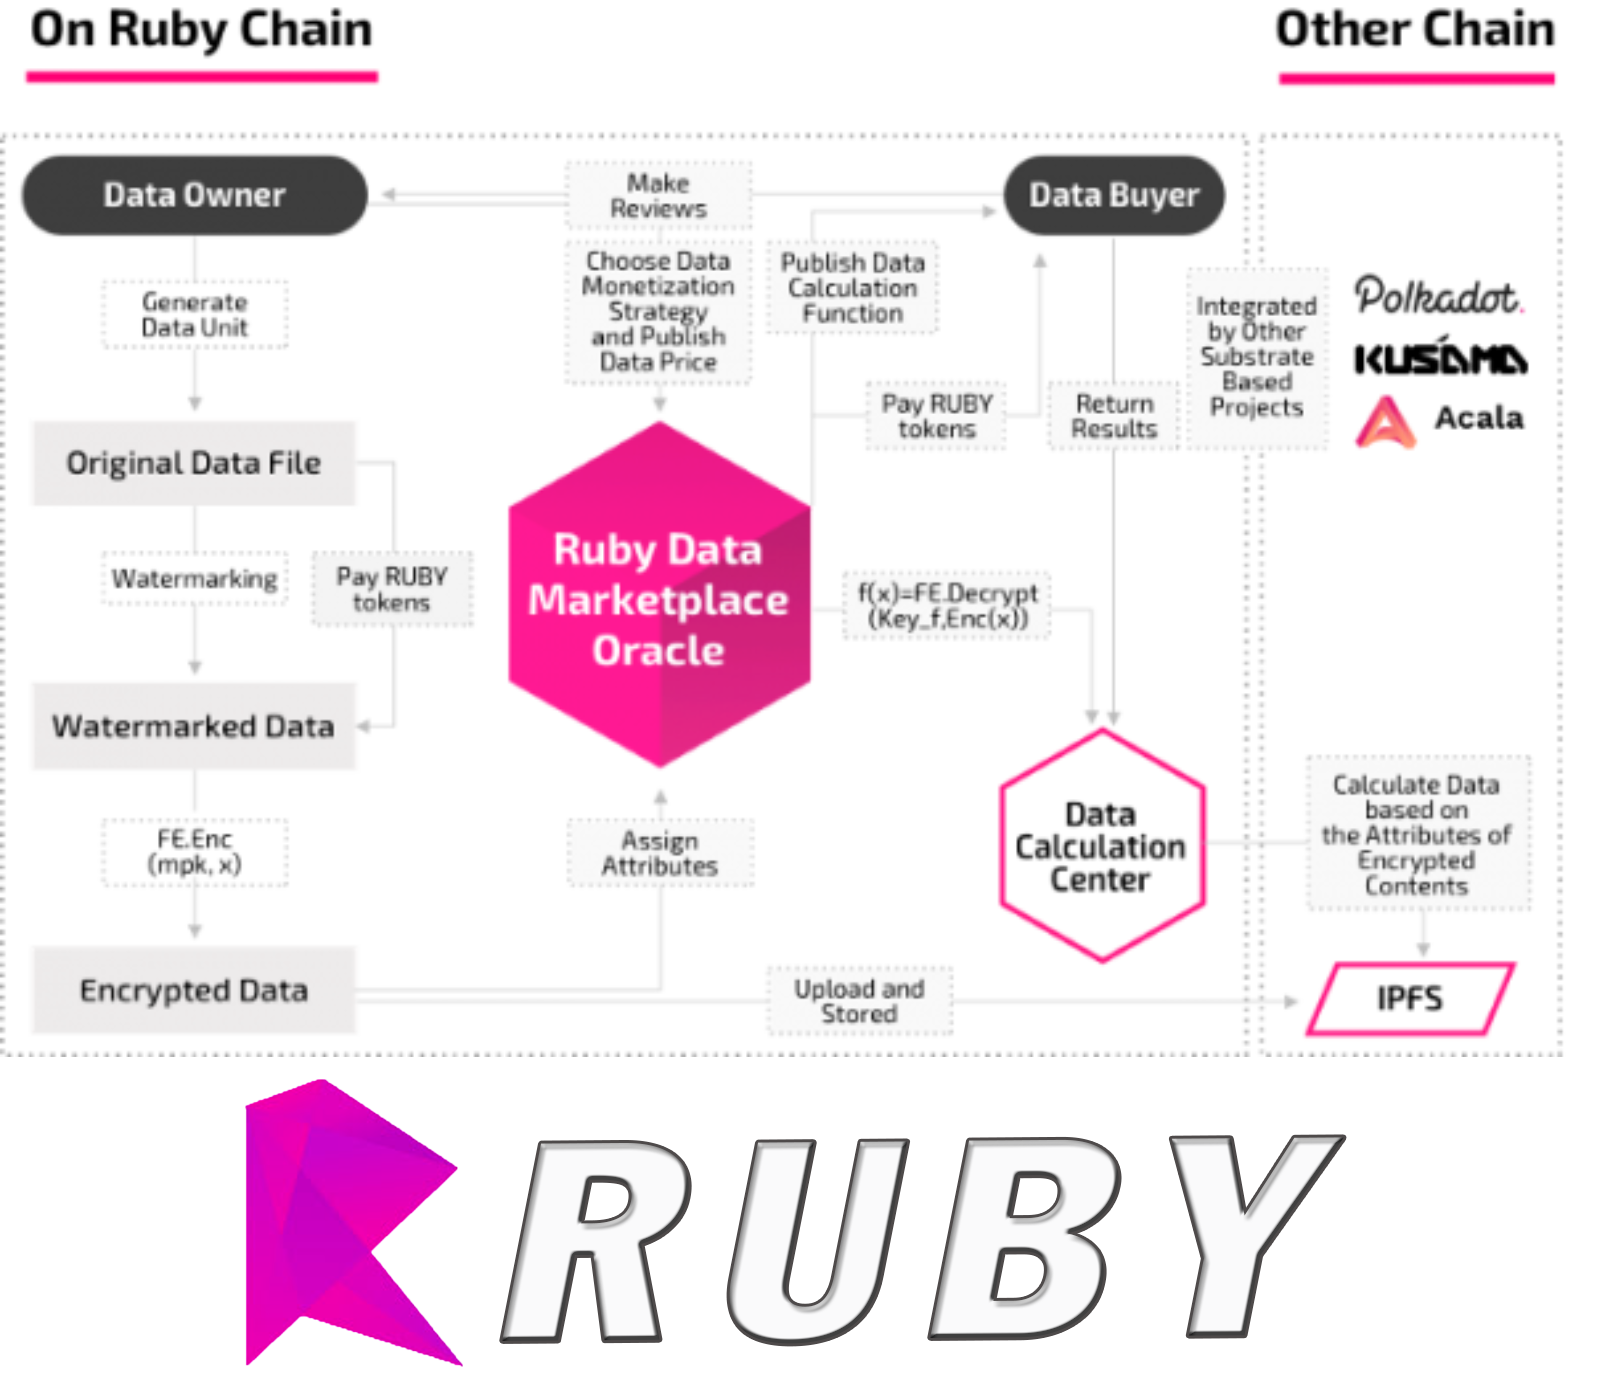 On Ruby Chain
Other Chain
Data Owner
Make
Reviews
Data Buyer
Generate
Data Unit
Choose Data
Monetization
Strategy
and Publish
Data Price
Publish Data
Calculation
Function
Integrated
by Other
Substrate
Based
Projects
Polkadot.
KUSAMA
Acala
Pay RUBY
tokens
Return
Results
Original Data File
Watermarking
Pay RUBY
tokens
Ruby Data
Marketplace
Oracle
f(x)=FE.Decrypt
(Key_f,Enc(x))
Watermarked Data
FE.Enc
(mpk, x)
Assign
Attributes
Data
Calculation
Center
Calculate Data
based on
the Attributes of
Encrypted
Contents
Encrypted Data
Upload and
Stored
IPFS
RUBY